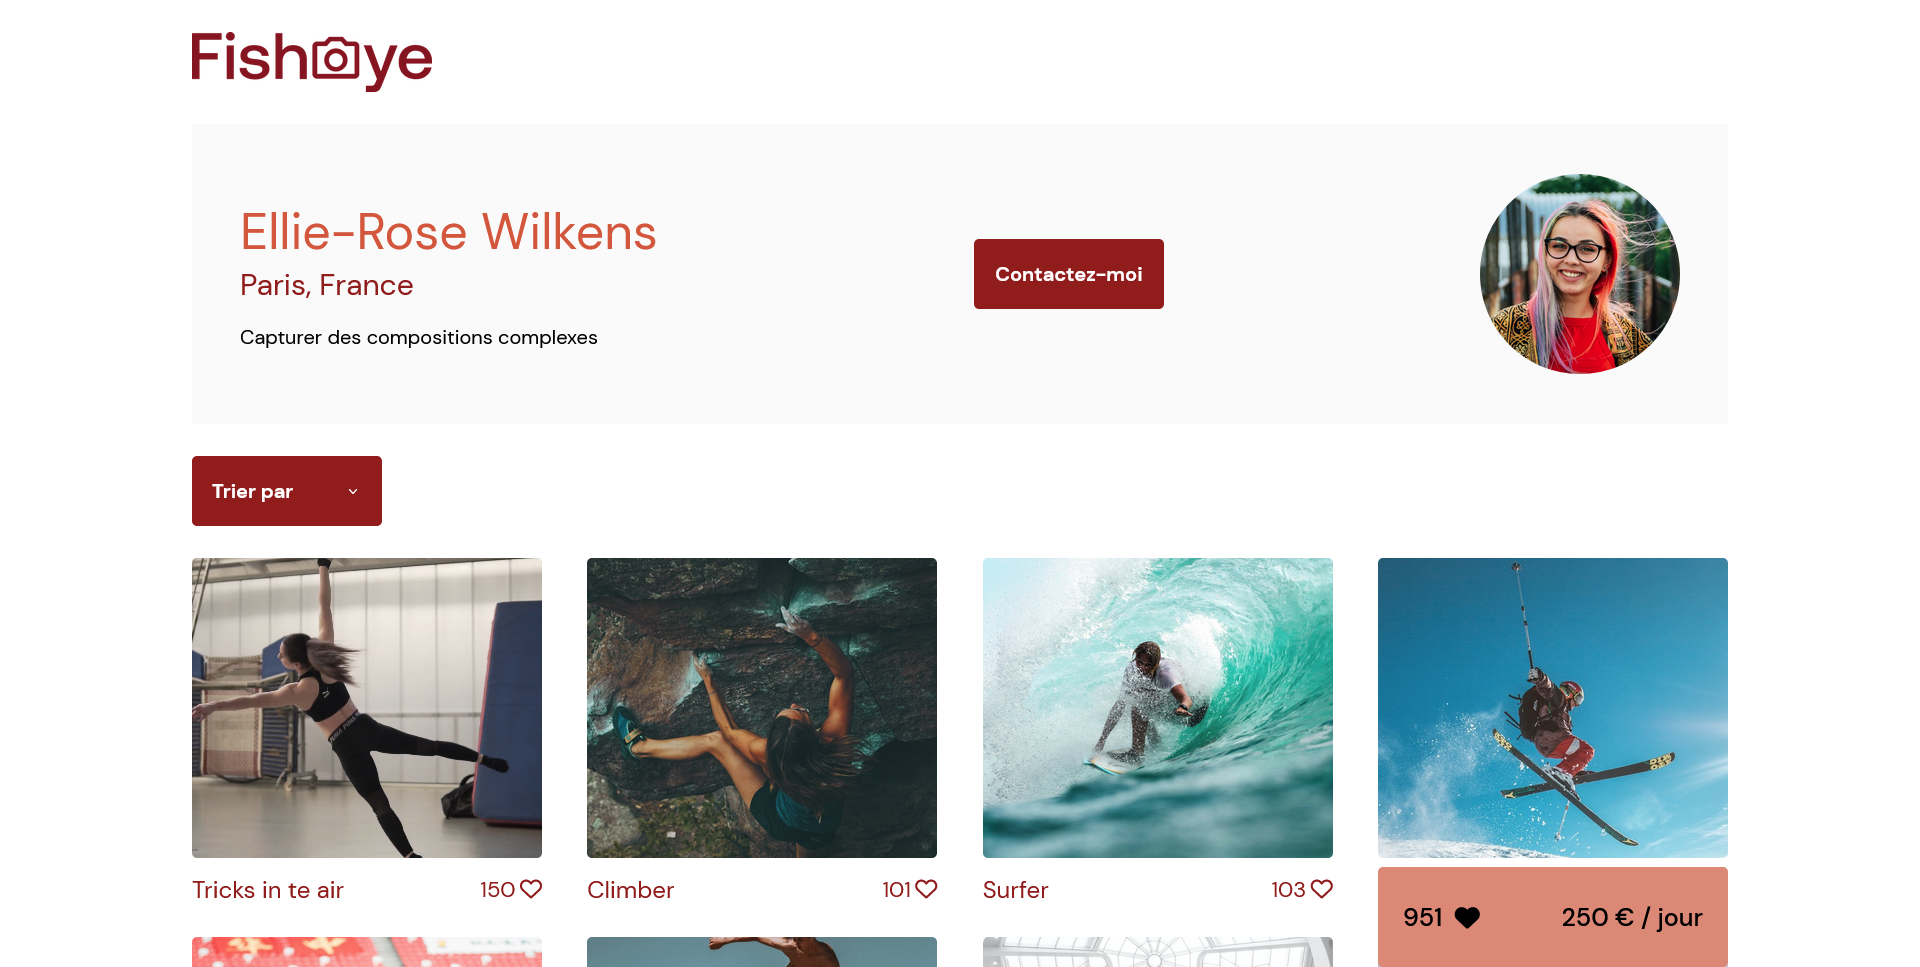 Fisheye
Ellie-Rose Wilkens
Paris, France
Capturer des compositions complexes
Contactez-moi
Trier par
Tricks in te air
150
Climber
101
Surfer
103
951
250 € / jour